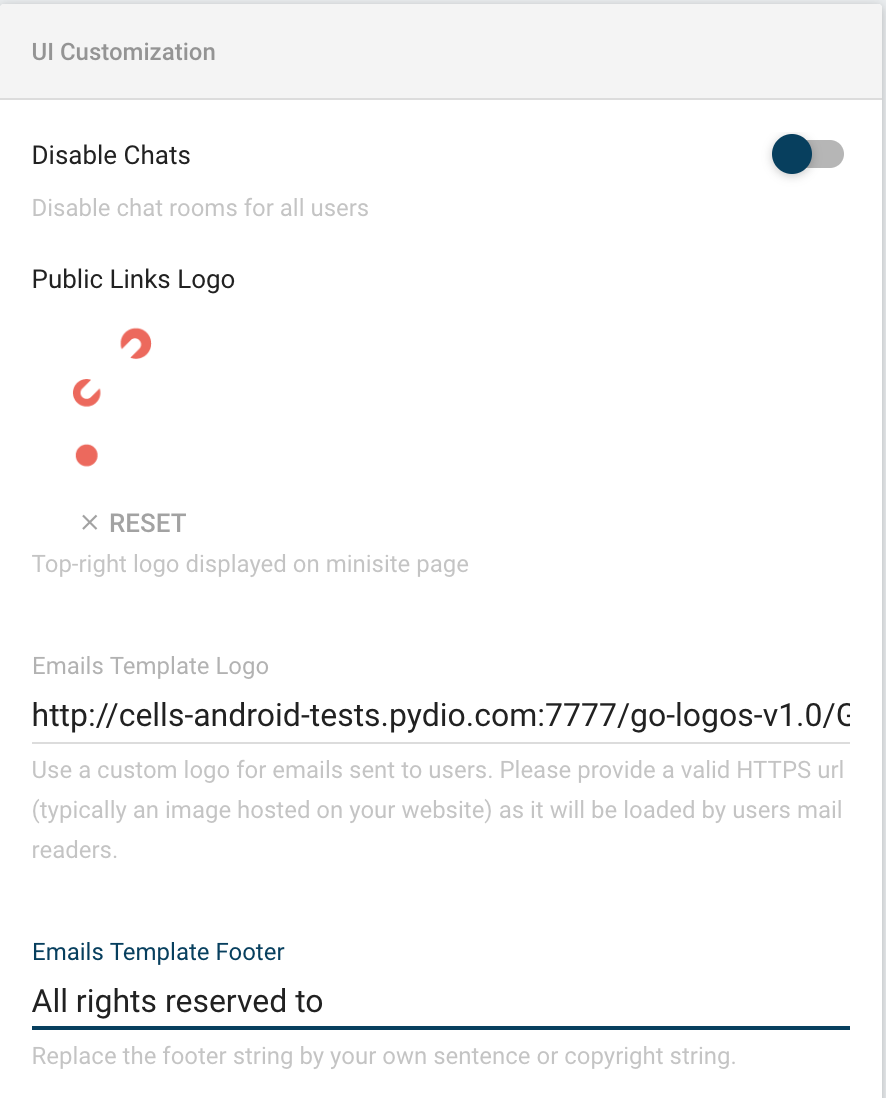 UI Customization
Disable Chats
Disable chat rooms for all users
Public Links Logo
RESET
Top-right logo displayed on minisite page
Emails Template Logo
http://cells-android-tests.pydio.com:7777/go-logos-v1.0/G
Use a custom logo for emails sent to users. Please provide a valid HTTPS url
(typically an image hosted on your website) as it will be loaded by users mail
readers.
Emails Template Footer
All rights reserved to
Replace the footer string by your own sentence or copyright string.